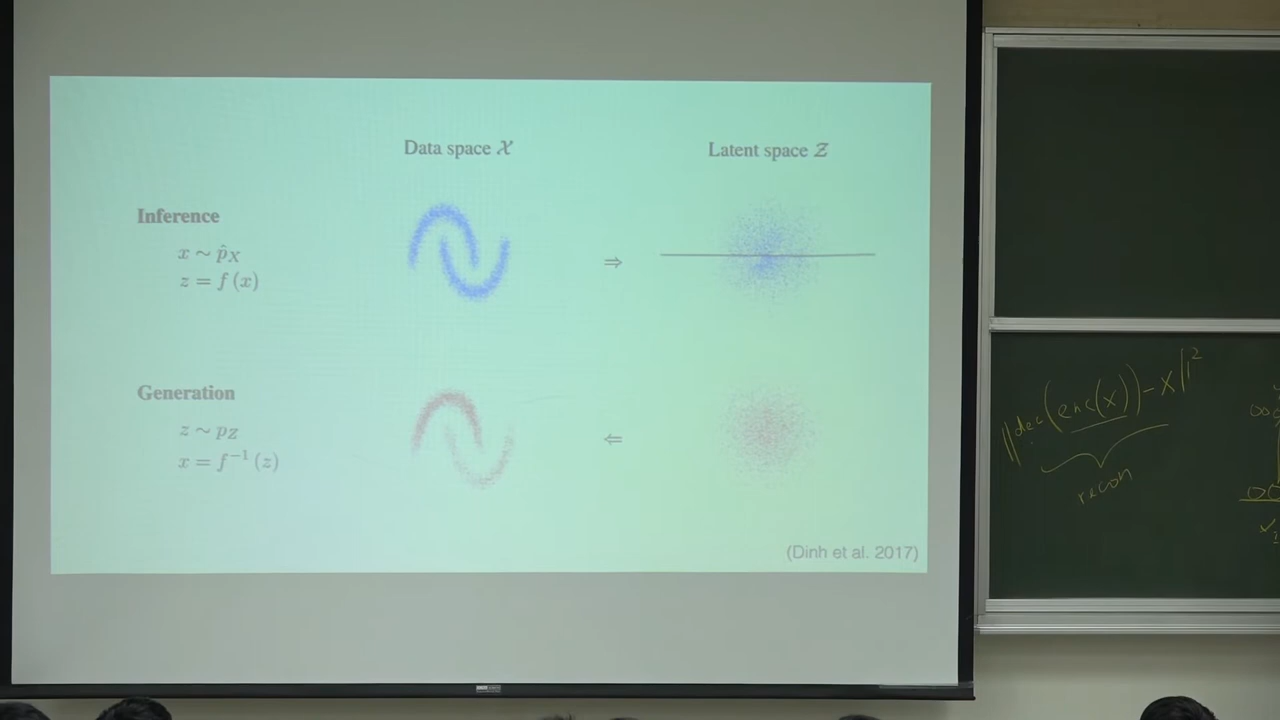 Data space 𝒳
Latent space 𝒵
Inference
x ∼ p̂X
z = f (x)
⇒
Generation
z ∼ pZ
x = f⁻¹ (z)
⇐
(Dinh et al. 2017)
||dec(enc(x))-x||²
recon